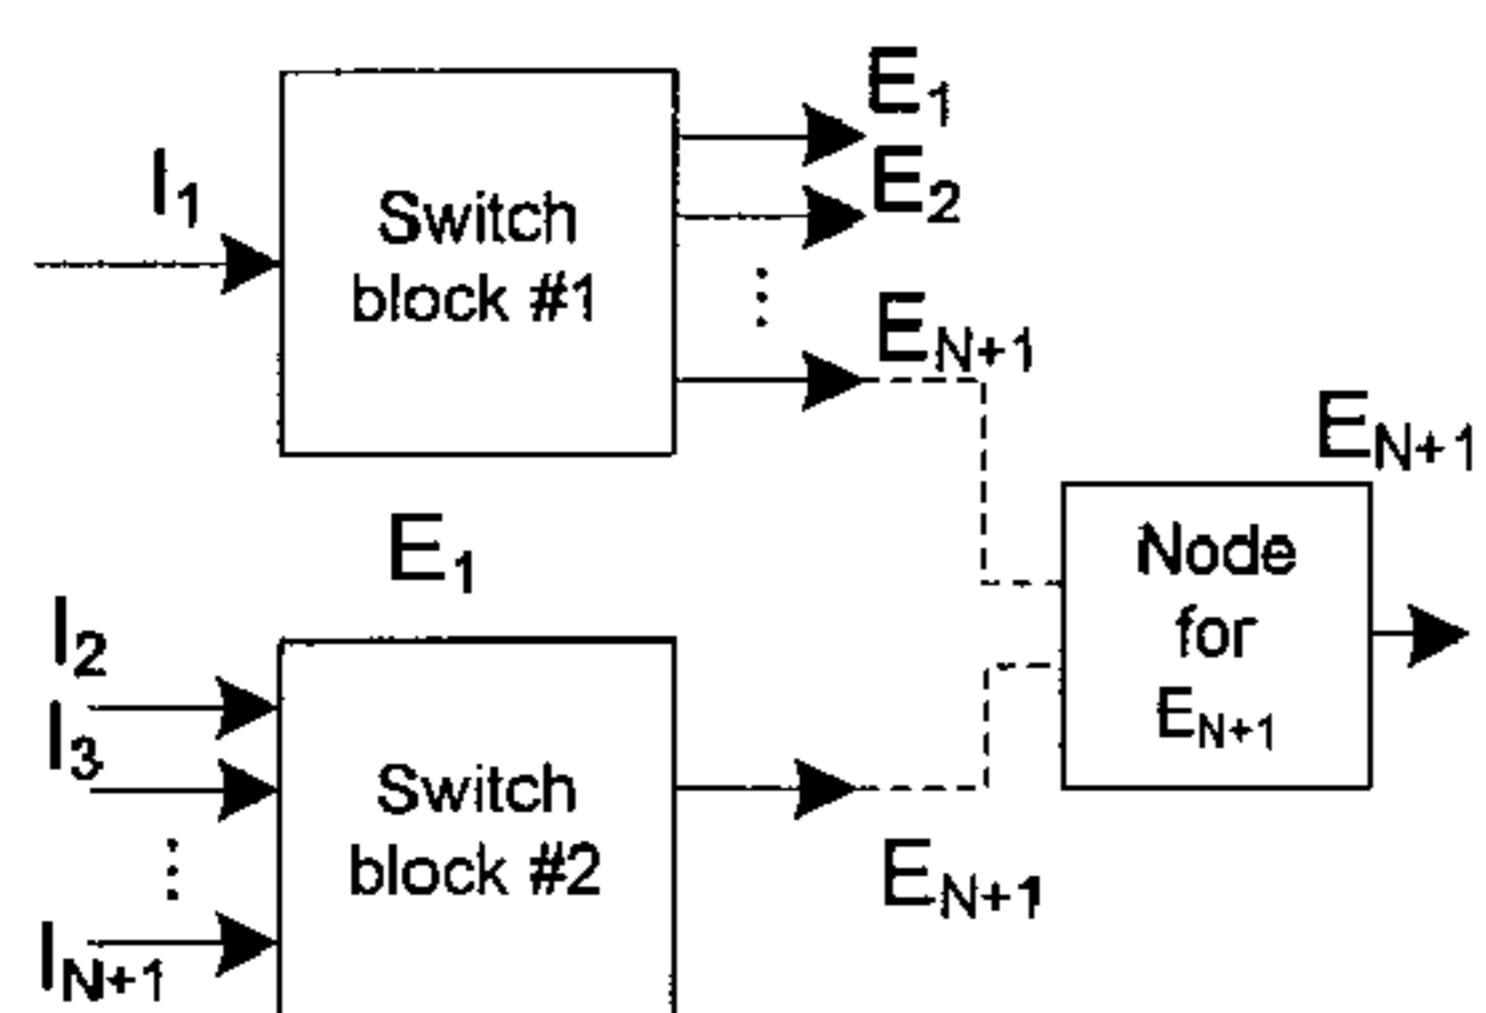 E1
I1
E2
Switch
block #1
EN+1
EN+1
E1
Node
for
EN+1
I2
I3
Switch
block #2
EN+1
IN+1